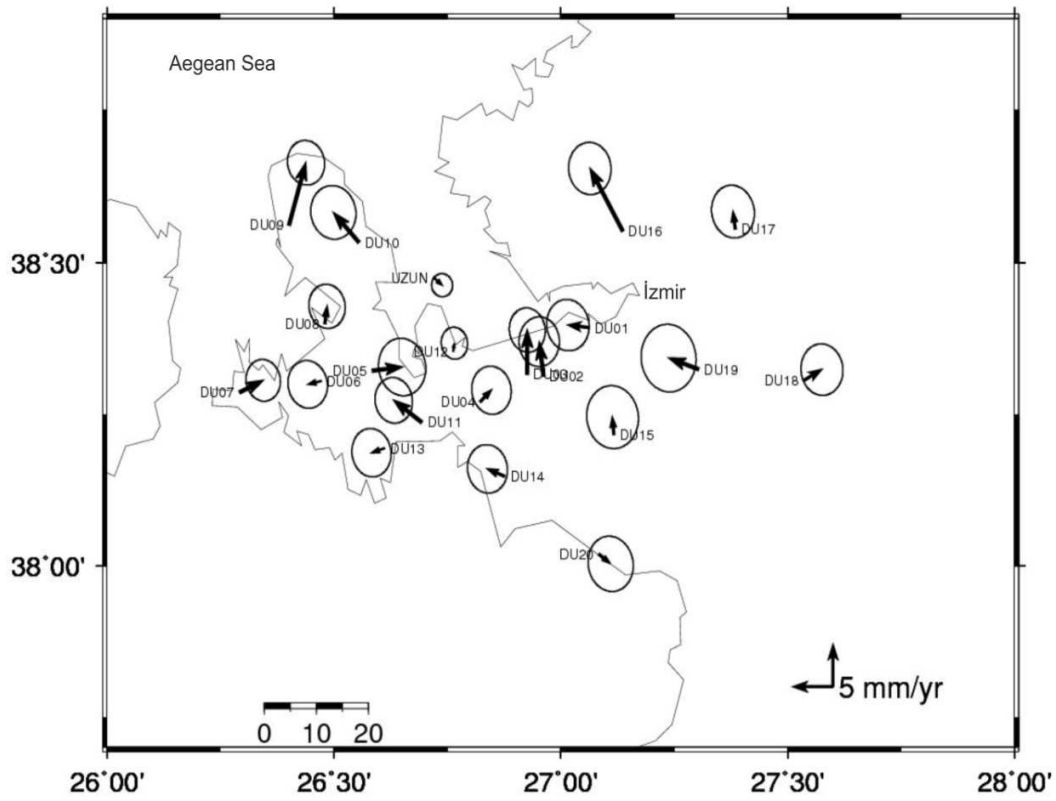 Aegean Sea
DU09
DU10
DU16
DU17
38°30'
UZUN
İzmir
DU08
DU01
DU12
DU03
DU02
DU05
DU06
DU07
DU19
DU18
DU04
DU11
DU15
DU13
DU14
DU20
38°00'
5 mm/yr
0 10 20
26°00' 26°30' 27°00' 27°30' 28°00'